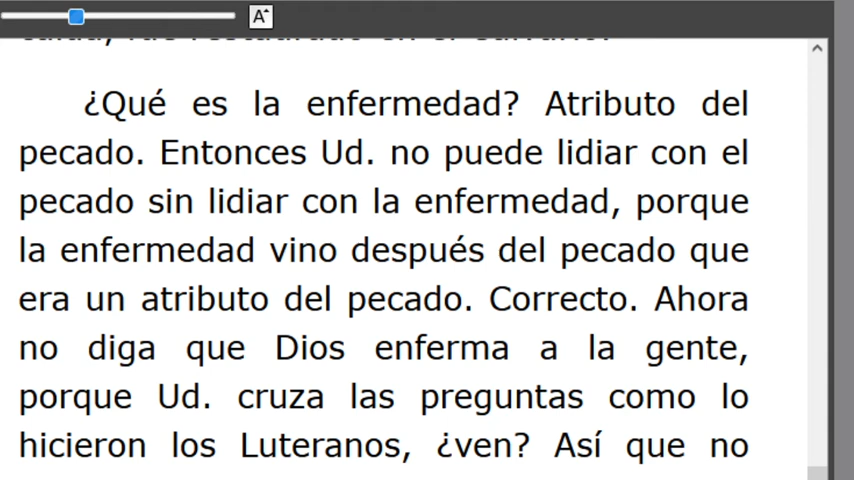 A
¿Qué es la enfermedad? Atributo del
pecado. Entonces Ud. no puede lidiar con el
pecado sin lidiar con la enfermedad, porque
la enfermedad vino después del pecado que
era un atributo del pecado. Correcto. Ahora
no diga que Dios enferma a la gente,
porque Ud. cruza las preguntas como lo
hicieron los Luteranos, ¿ven? Así que no